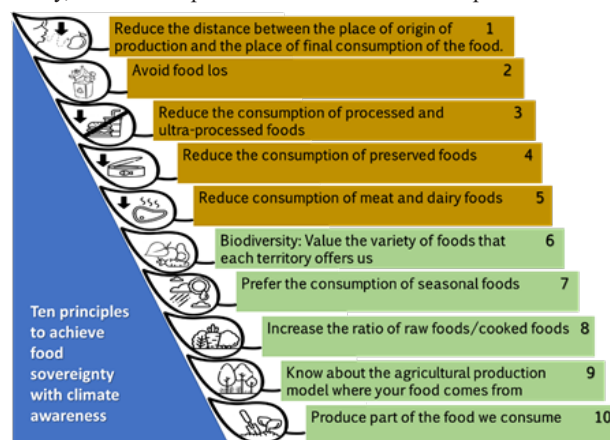 Reduce the distance between the place of origin of 1
production and the place of final consumption of the food.
Avoid food los 2
Reduce the consumption of processed and 3
ultra-processed foods
Reduce the consumption of preserved foods 4
Reduce consumption of meat and dairy foods 5
Biodiversity: Value the variety of foods that 6
each territory offers us
Prefer the consumption of seasonal foods 7
Increase the ratio of raw foods/cooked foods 8
Know about the agricultural production 9
model where your food comes from
Produce part of the food we consume 10
Ten principles
to achieve
food
sovereignty
with climate
awareness